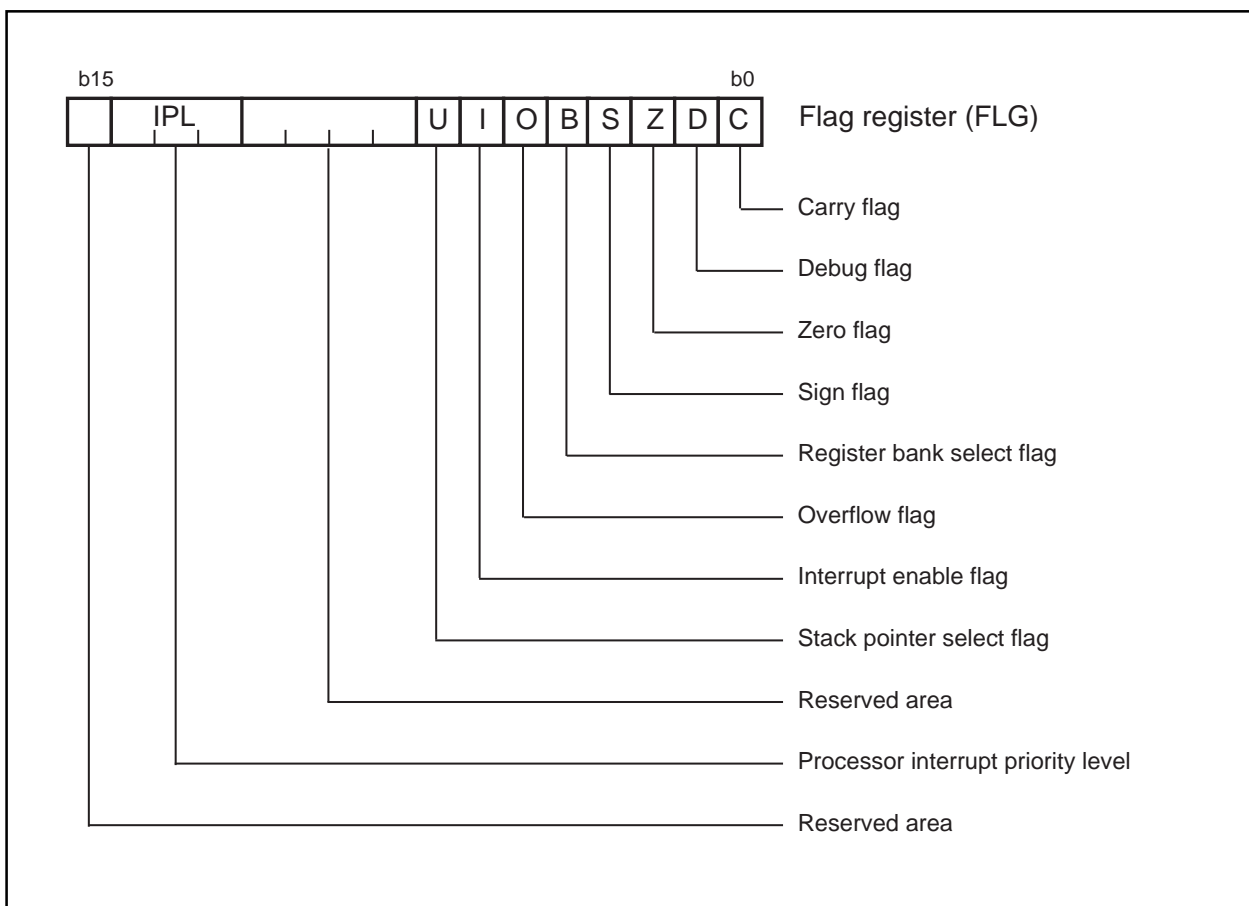 b15
b0
IPL
U I O B S Z D C
Flag register (FLG)
Carry flag
Debug flag
Zero flag
Sign flag
Register bank select flag
Overflow flag
Interrupt enable flag
Stack pointer select flag
Reserved area
Processor interrupt priority level
Reserved area